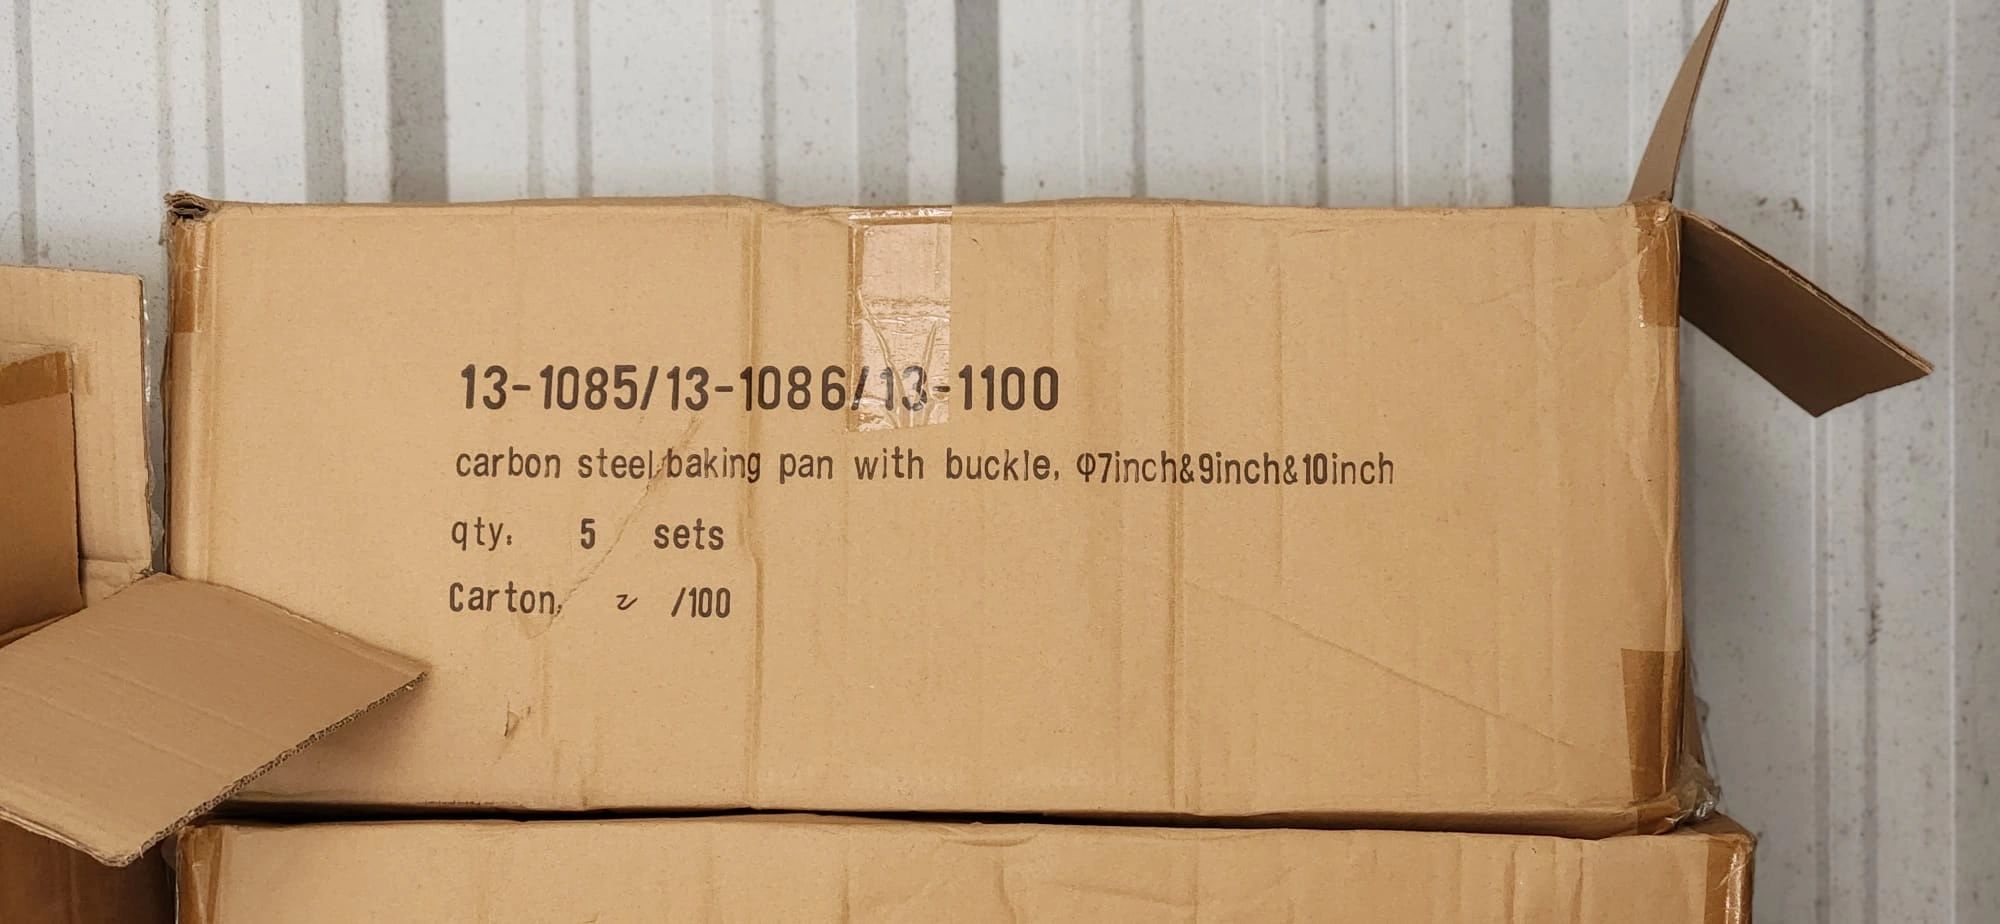 13-1085/13-1086/13-1100
carbon steel baking pan with buckle, Φ7inch&9inch&10inch
qty: 5 sets
Carton, 2 /100